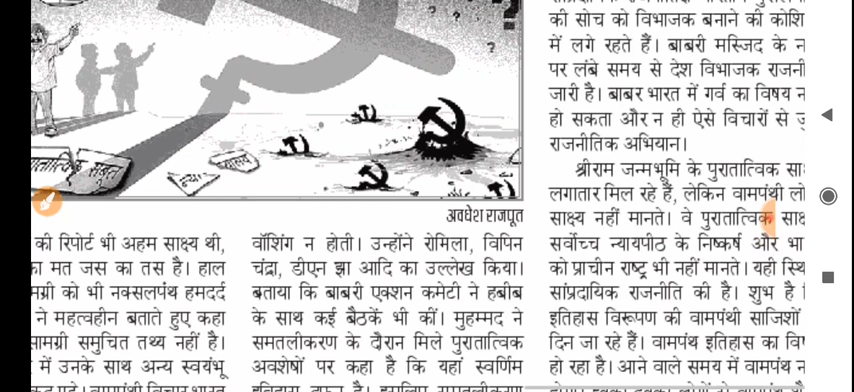 पुरातात्विक सबूत
अवधेश राजपूत
की रिपोर्ट भी अहम साक्ष्य थी,
मत जस का तस है। हाल
को भी नक्सलपंथ हमदर्द
ने महत्वहीन बताते हुए कहा
सामग्री समुचित तथ्य नहीं है।
में उनके साथ अन्य स्वयंभू
वॉशिंग न होती। उन्होंने रोमिला, विपिन
चंद्रा, डीएन झा आदि का उल्लेख किया।
बताया कि बाबरी एक्शन कमेटी ने हबीब
के साथ कई बैठकें भी कीं। मुहम्मद ने
समतलीकरण के दौरान मिले पुरातात्विक
अवशेषों पर कहा है कि यहां स्वर्णिम
की सोच को विभाजक बनाने की कोशि
में लगे रहते हैं। बाबरी मस्जिद के न
पर लंबे समय से देश विभाजक राजनी
जारी है। बाबर भारत में गर्व का विषय न
हो सकता और न ही ऐसे विचारों से जु
राजनीतिक अभियान।
श्रीराम जन्मभूमि के पुरातात्विक सा
लगातार मिल रहे हैं, लेकिन वामपंथी लो
साक्ष्य नहीं मानते। वे पुरातात्विक साक्ष
सर्वोच्च न्यायपीठ के निष्कर्ष और भा
को प्राचीन राष्ट्र भी नहीं मानते। यही स्थि
सांप्रदायिक राजनीति की है। शुभ है
इतिहास विरूपण की वामपंथी साजिशों
दिन जा रहे हैं। वामपंथ इतिहास का विष
हो रहा है। आने वाले समय में वामपंथ न